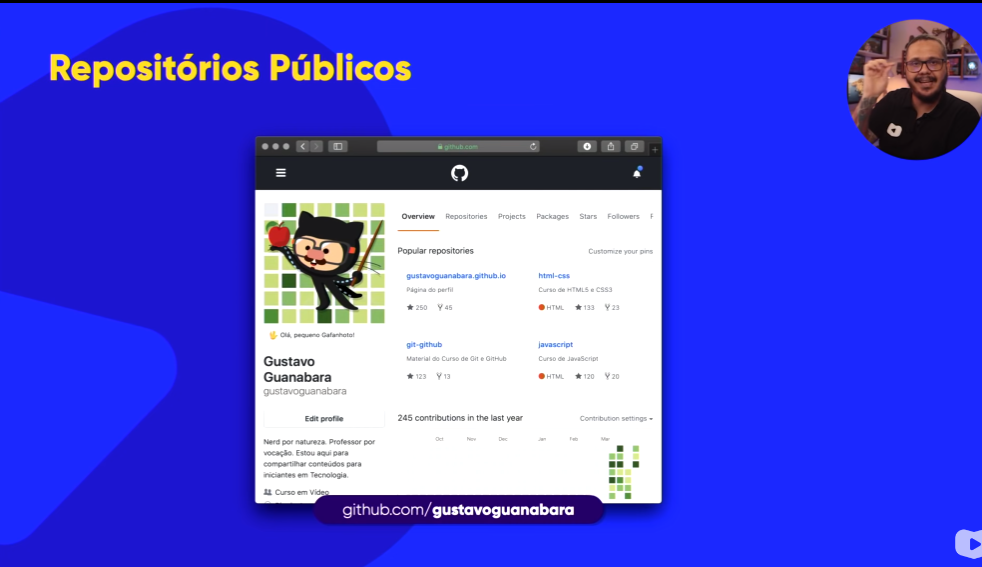 Repositórios Públicos
github.com
Overview Repositories Projects Packages Stars Followers
Popular repositories Customize your pins
gustavoguanabara.github.io html-css
Página do perfil Curso de HTML5 e CSS3
250 45 HTML 133 23
git-github javascript
Material do Curso de Git e GitHub Curso de JavaScript
123 13 HTML 120 20
Olá, pequeno Gafanhoto!
Gustavo
Guanabara
gustavoguanabara
Edit profile
245 contributions in the last year Contribution settings
Oct Nov Dec Jan Feb Mar
Nerd por natureza. Professor por
vocação. Estou aqui para
compartilhar conteúdos para
iniciantes em Tecnologia.
Curso em Vídeo
github.com/gustavoguanabara